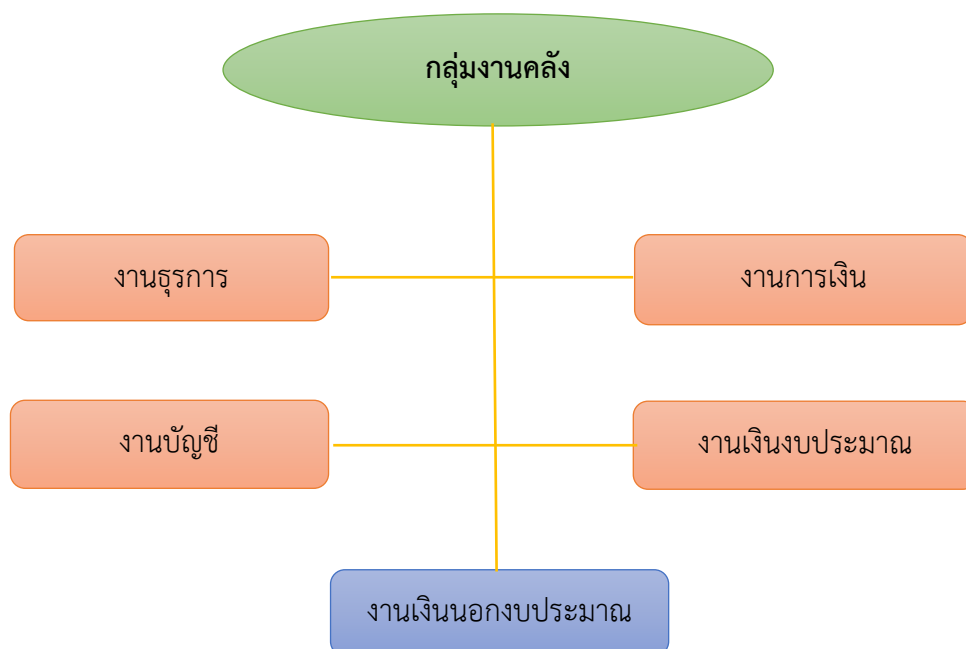 กลุ่มงานคลัง
งานธุรการ
งานการเงิน
งานบัญชี
งานเงินงบประมาณ
งานเงินนอกงบประมาณ